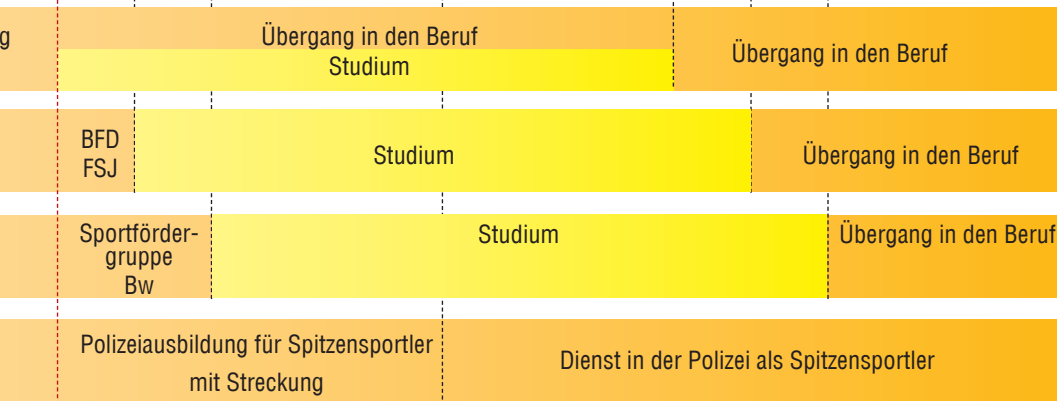 g
Übergang in den Beruf
Studium
Übergang in den Beruf
BFD
FSJ
Studium
Übergang in den Beruf
Sportförder-
gruppe
Bw
Studium
Übergang in den Beruf
Polizeiausbildung für Spitzensportler
mit Streckung
Dienst in der Polizei als Spitzensportler